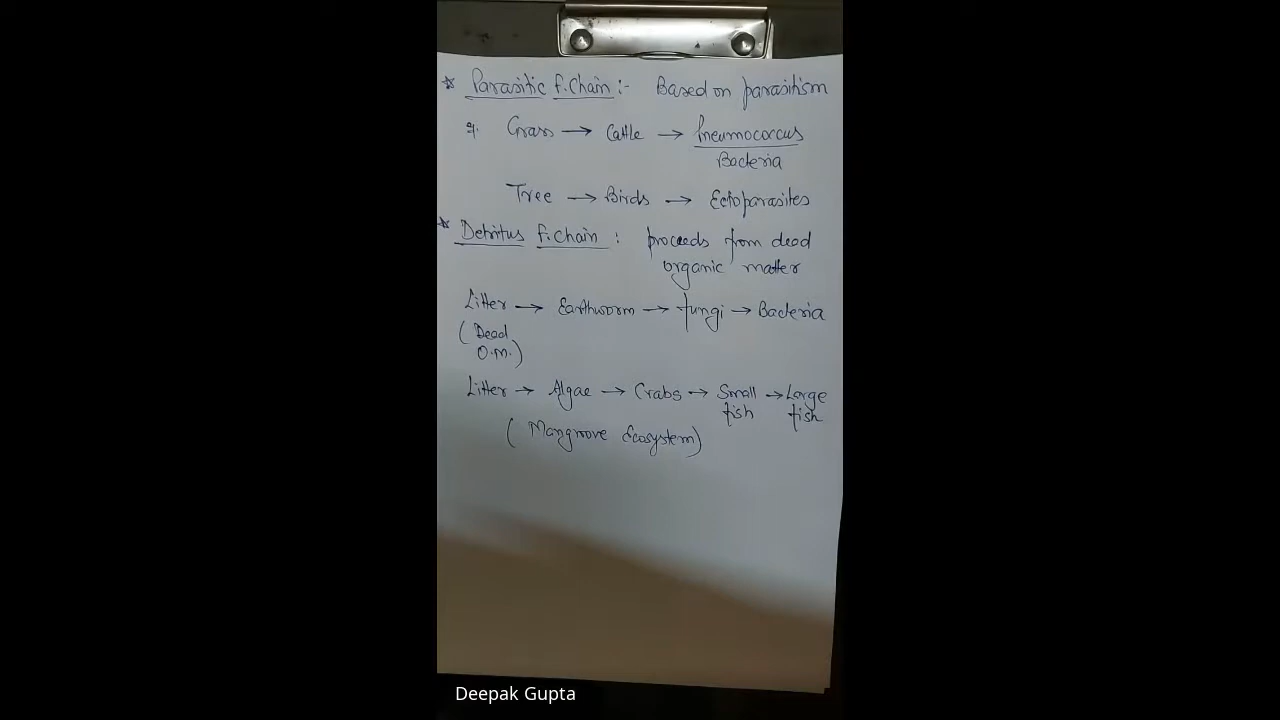 * Parasitic f. Chain :- Based on parasitism
eg. Grass → Cattle → Pneumococcus
Bacteria
Tree → Birds → Ectoparasites
* Detritus f. Chain : proceeds from dead
organic matter
Litter → Earthworm → fungi → Bacteria
(Dead
O.M.)
Litter → Algae → Crabs → Small → Large
fish fish
(Mangrove Ecosystem)
Deepak Gupta